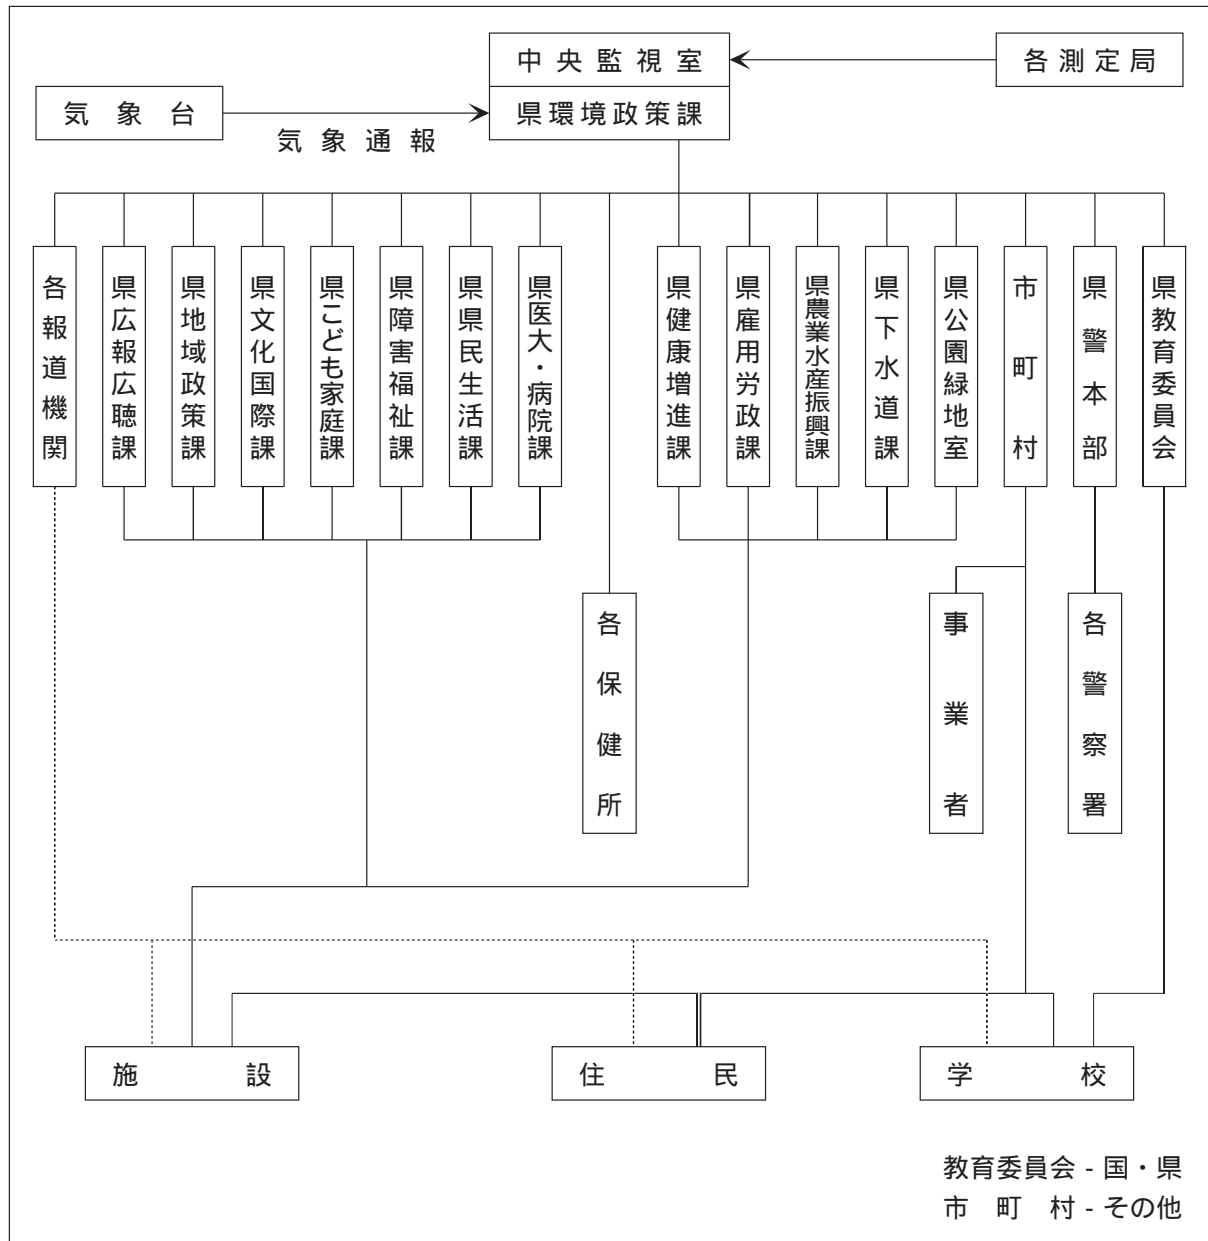 中央監視室
各測定局
気象台
県環境政策課
気象通報
各報道機関
県広報広聴課
県地域政策課
県文化国際課
県こども家庭課
県障害福祉課
県県民生活課
県医大・病院課
県健康増進課
県雇用労政課
県農業水産振興課
県下水道課
県公園緑地室
市町村
県警本部
県教育委員会
各保健所
事業者
各警察署
施設
住民
学校
教育委員会 - 国・県
市町村 - その他